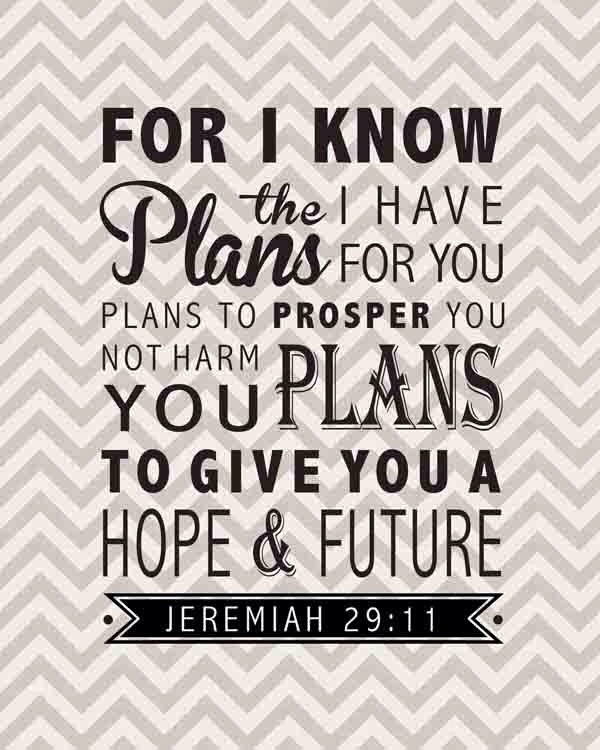 FOR I KNOW
the Plans I HAVE
FOR YOU
PLANS TO PROSPER YOU
NOT HARM
YOU PLANS
TO GIVE YOU A
HOPE & FUTURE
JEREMIAH 29:11